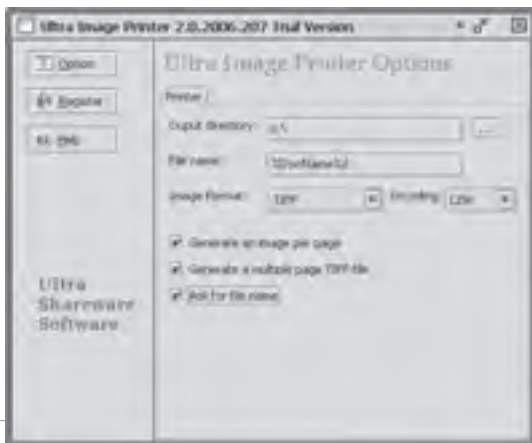 Ultra Image Printer 2.0.2006.207 Trial Version
Option
Ultra Image Printer Options
Register
Printer
Ouput directory:
...
File name:
Image Format:
TIFF
Encoding
LZW
Generate an image per page
Generate a multiple page TIFF file
Ask for file name
Ultra
Shareware
Software